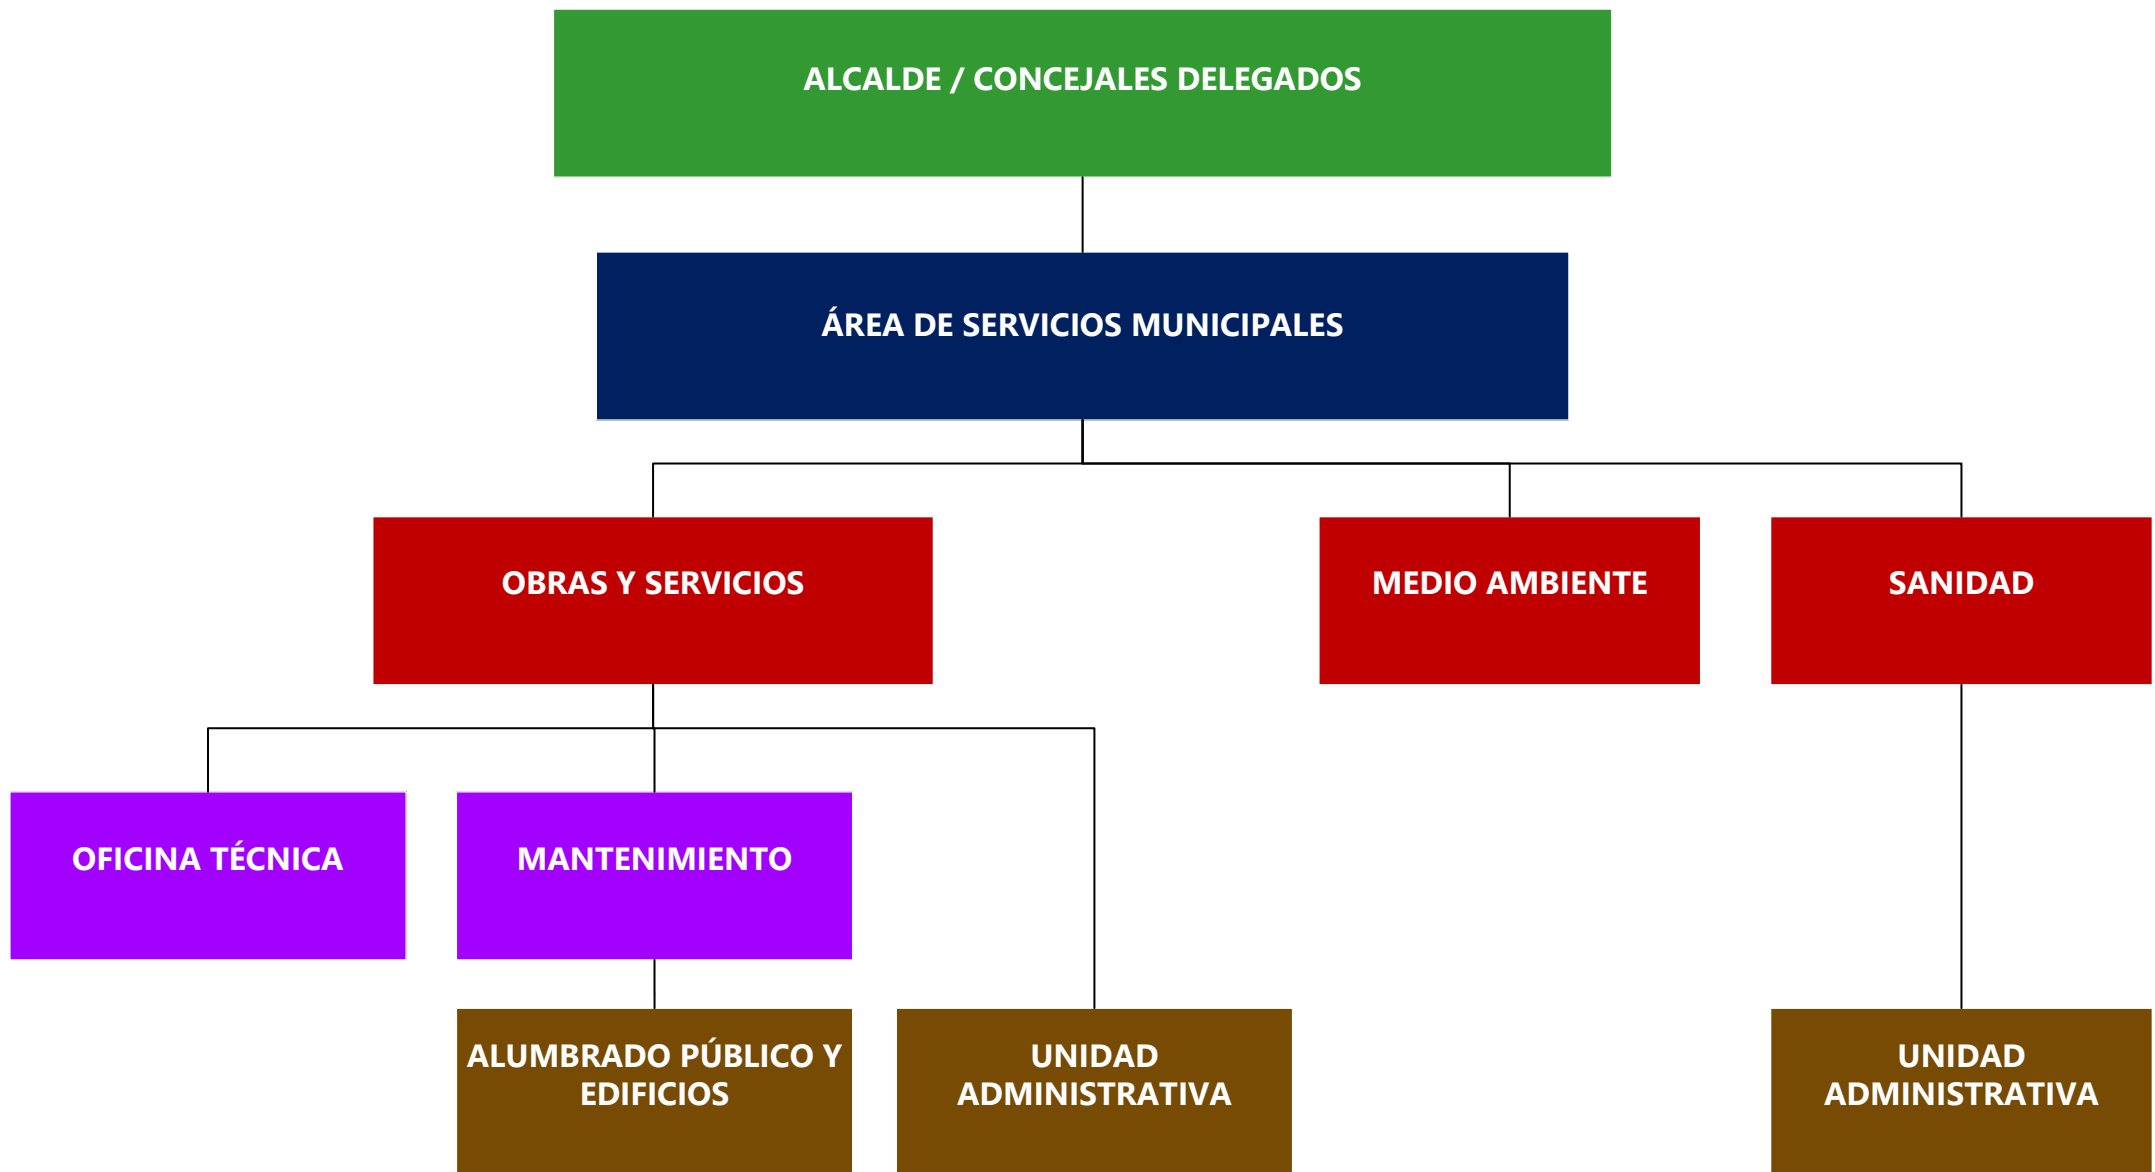 ALCALDE / CONCEJALES DELEGADOS
ÁREA DE SERVICIOS MUNICIPALES
OBRAS Y SERVICIOS
MEDIO AMBIENTE
SANIDAD
OFICINA TÉCNICA
MANTENIMIENTO
ALUMBRADO PÚBLICO Y
EDIFICIOS
UNIDAD
ADMINISTRATIVA
UNIDAD
ADMINISTRATIVA